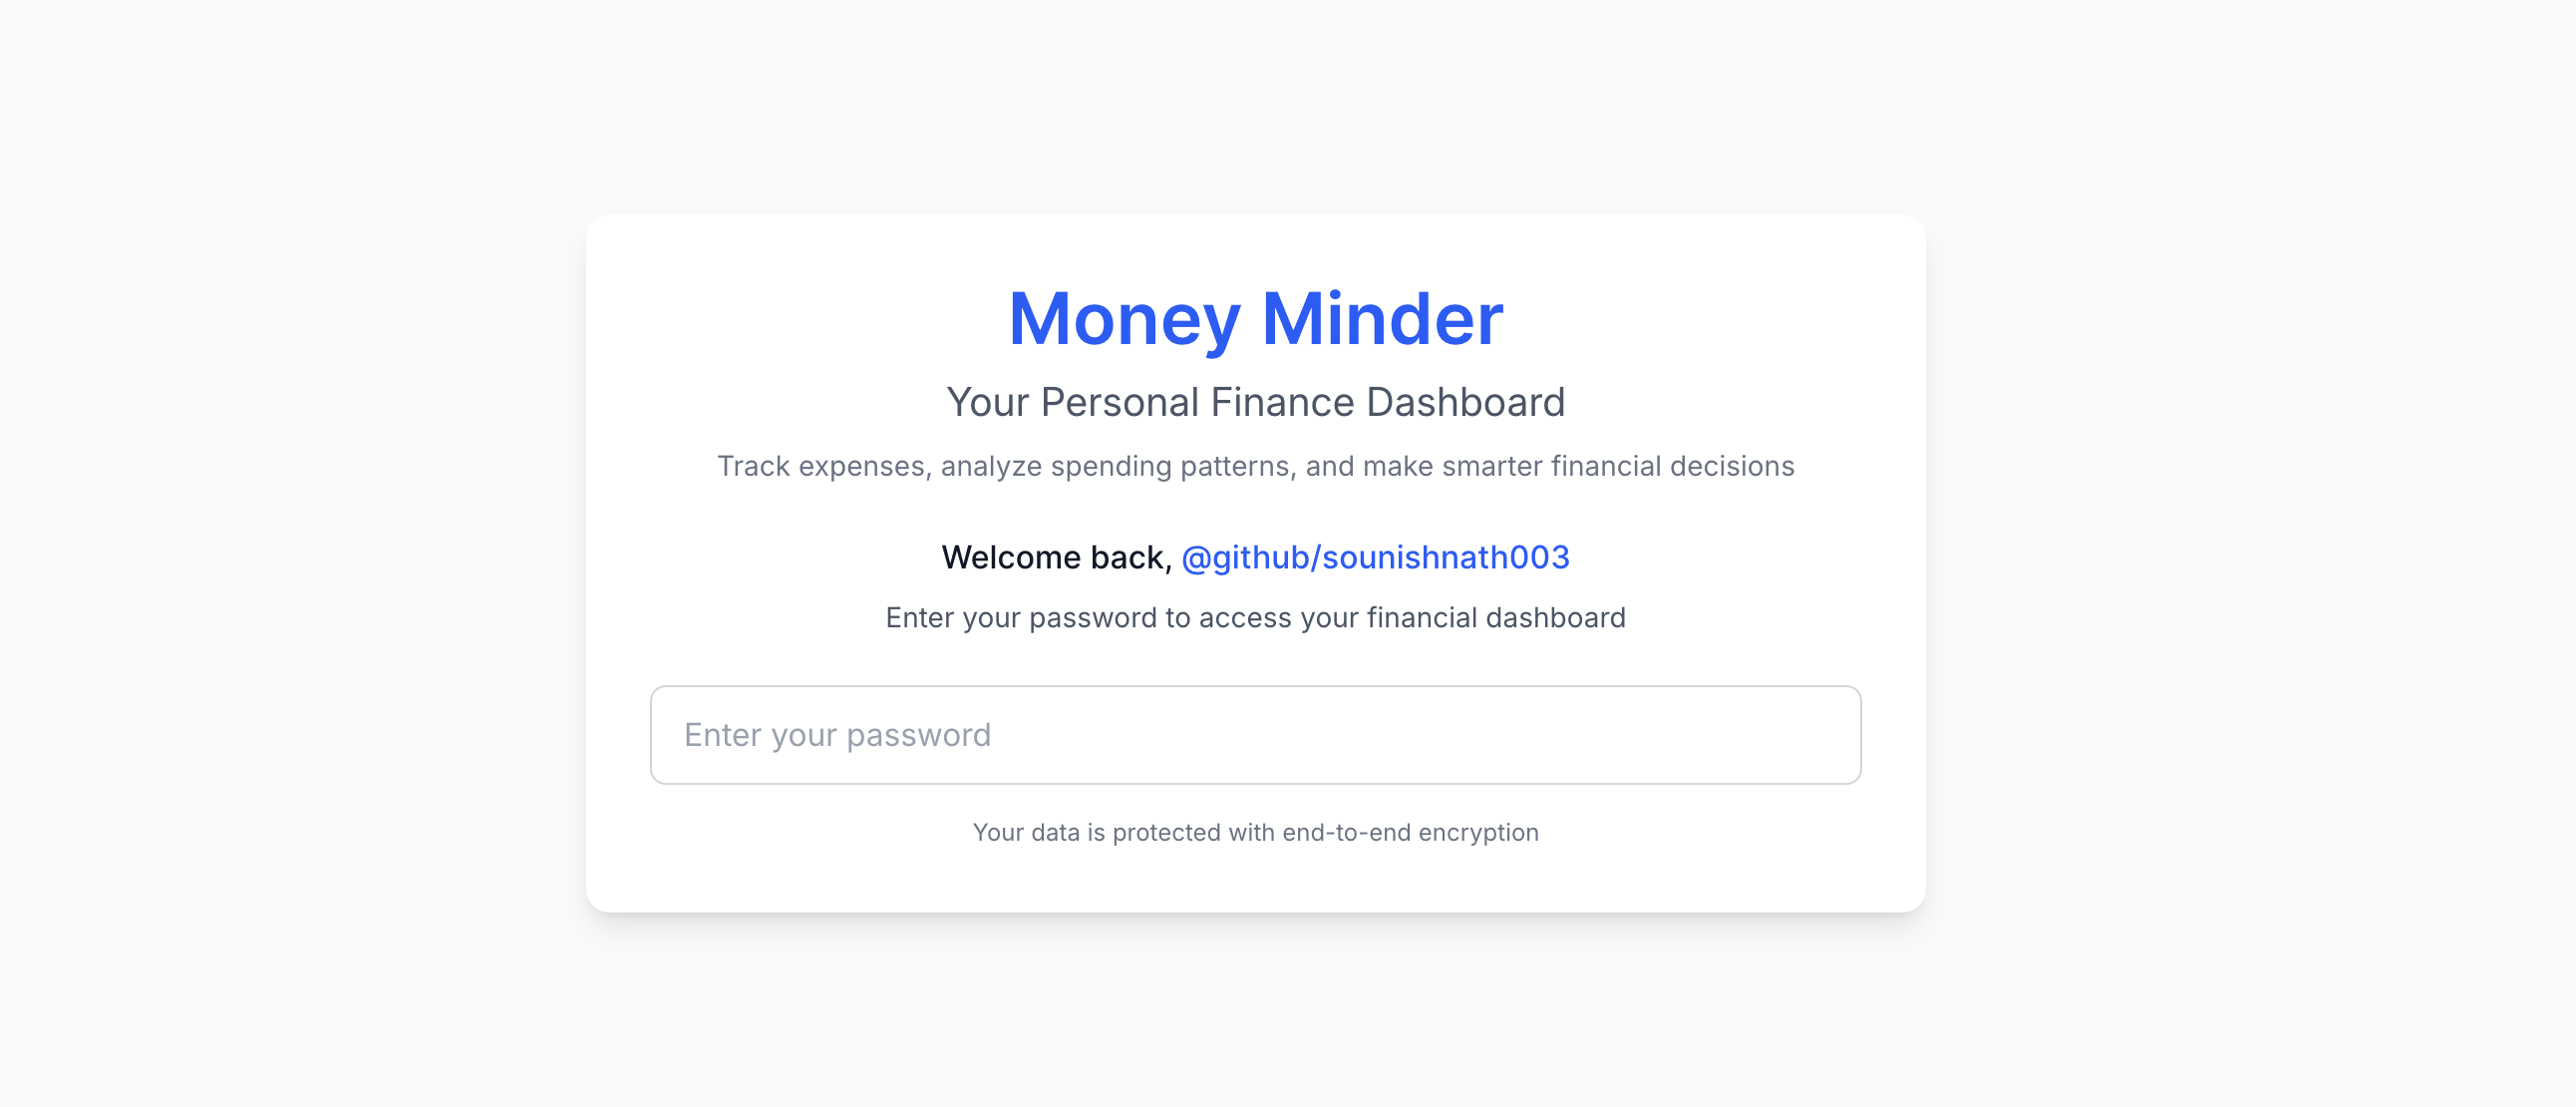 Money Minder
Your Personal Finance Dashboard
Track expenses, analyze spending patterns, and make smarter financial decisions
Welcome back, @github/sounishnath003
Enter your password to access your financial dashboard
Enter your password
Your data is protected with end-to-end encryption